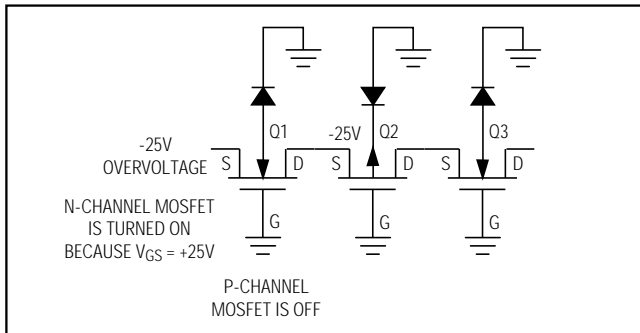 Q1
-25V
Q2
Q3
-25V
OVERVOLTAGE
S
D
S
D
S
D
N-CHANNEL MOSFET
IS TURNED ON
BECAUSE VGS = +25V
G
G
G
P-CHANNEL
MOSFET IS OFF